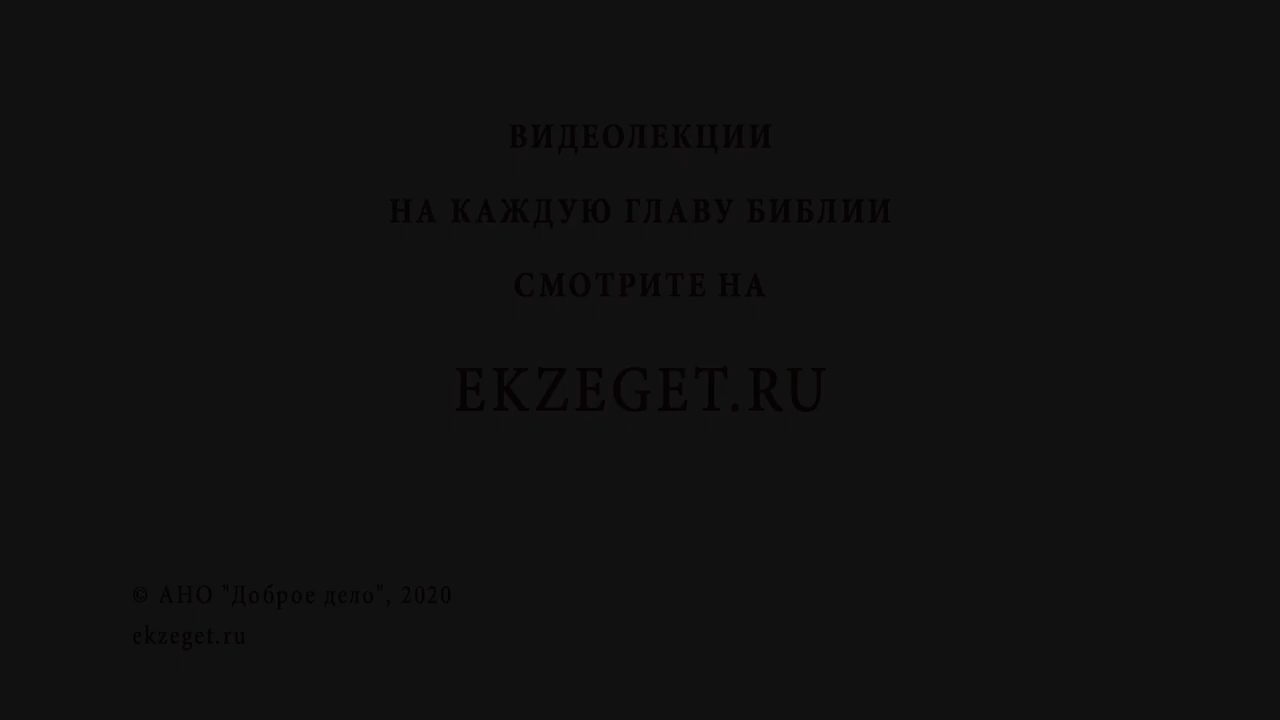 ВИДЕОЛЕКЦИИ
НА КАЖДУЮ ГЛАВУ БИБЛИИ
СМОТРИТЕ НА
EKZEGET.RU
© АНО "Доброе дело", 2020
ekzeget.ru